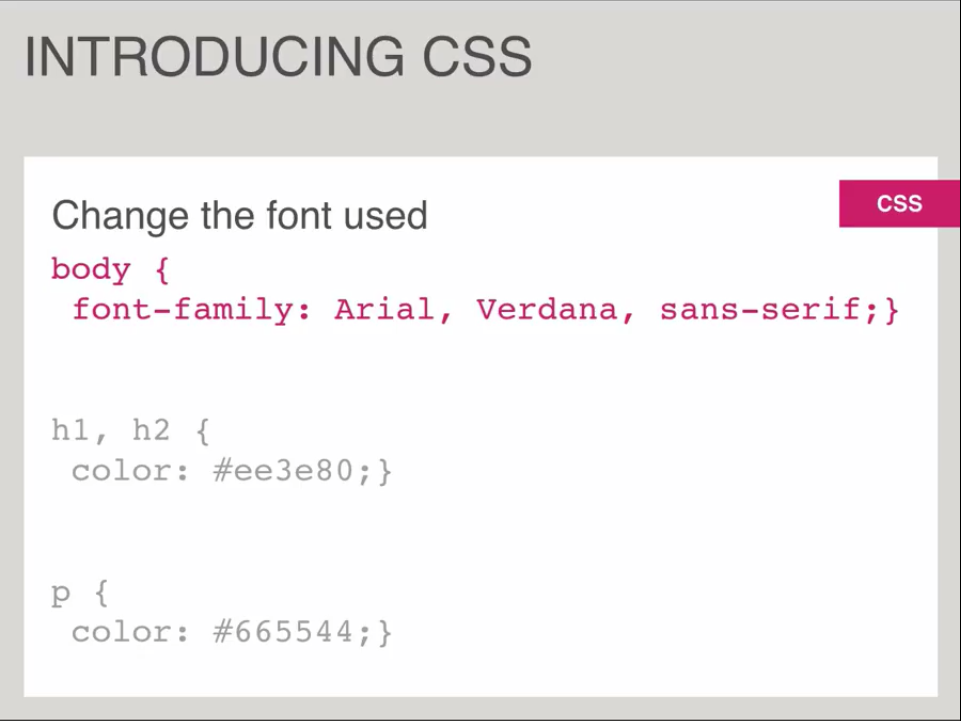 INTRODUCING CSS
CSS
Change the font used
body {
 font-family: Arial, Verdana, sans-serif;}
h1, h2 {
 color: #ee3e80;}
p {
 color: #665544;}